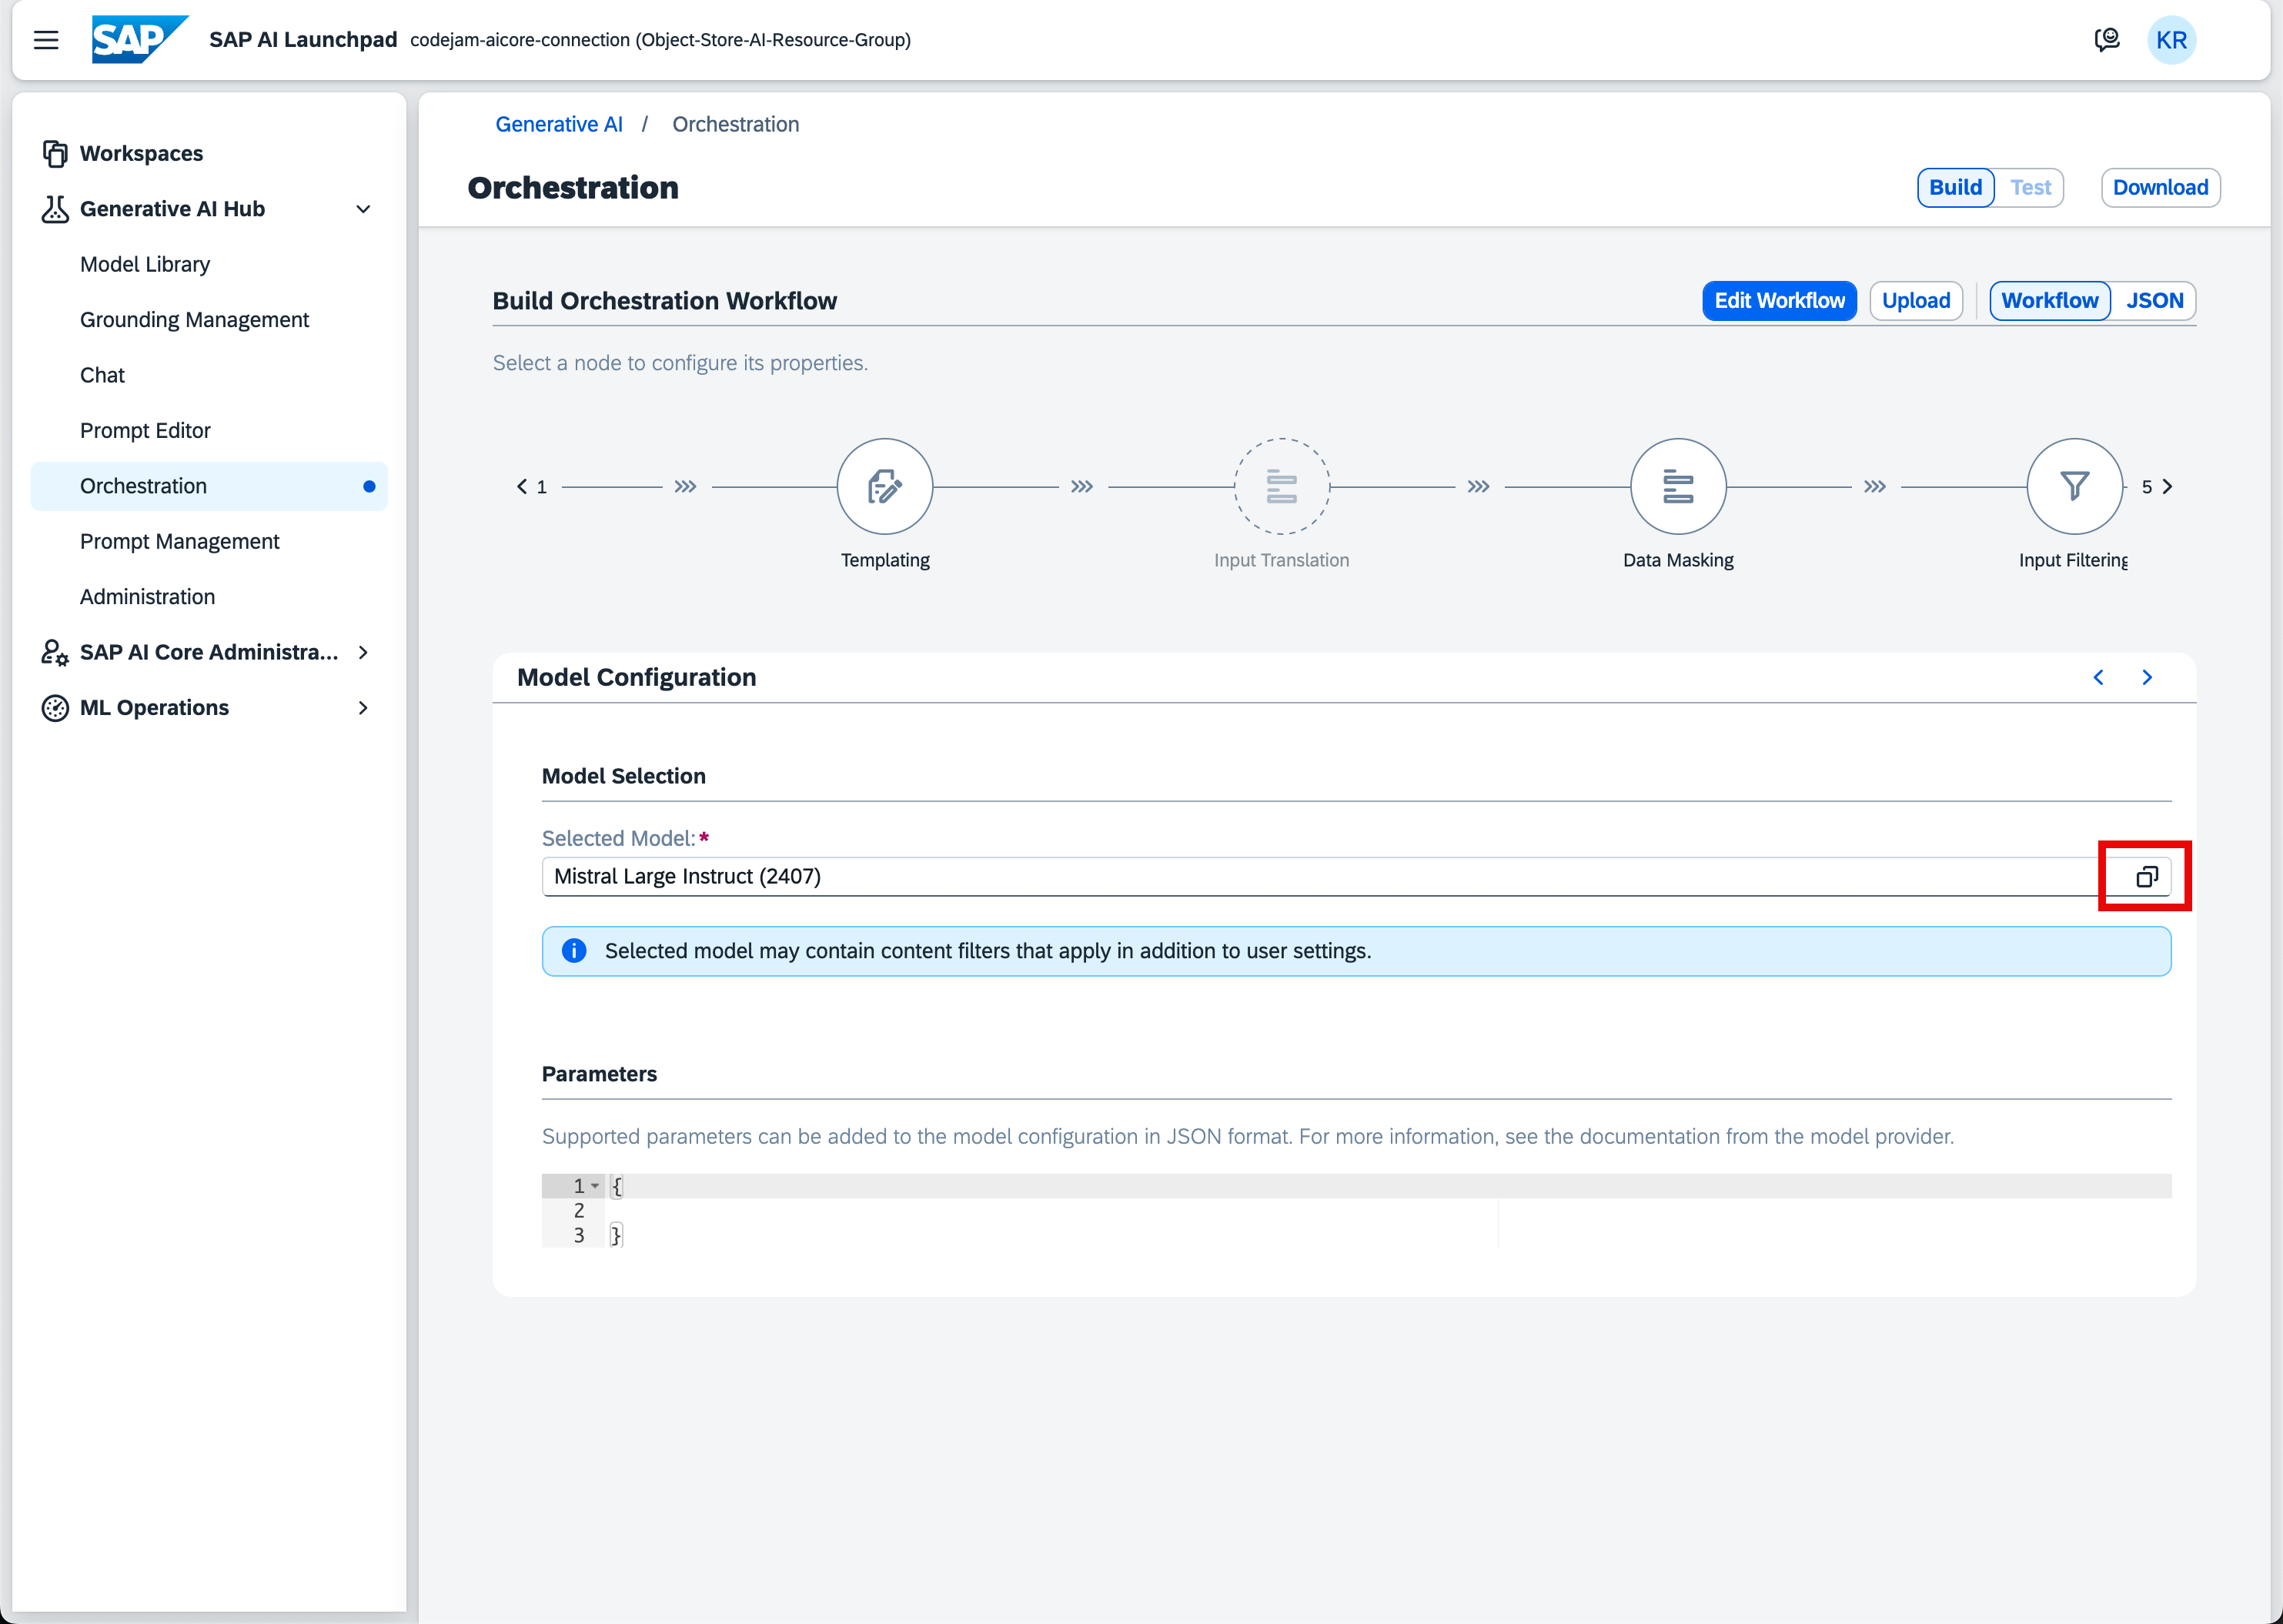 SAP SAP AI Launchpad codejam-aicore-connection (Object-Store-AI-Resource-Group) KR
Workspaces
Generative AI Hub
Model Library
Grounding Management
Chat
Prompt Editor
Orchestration
Prompt Management
Administration
SAP AI Core Administra...
ML Operations
Generative AI / Orchestration
Orchestration Build Test Download
Build Orchestration Workflow Edit Workflow Upload Workflow JSON
Select a node to configure its properties.
1 5
Templating Input Translation Data Masking Input Filtering
Model Configuration
Model Selection
Selected Model:*
Mistral Large Instruct (2407)
Selected model may contain content filters that apply in addition to user settings.
Parameters
Supported parameters can be added to the model configuration in JSON format. For more information, see the documentation from the model provider.
1 {
2
3 }